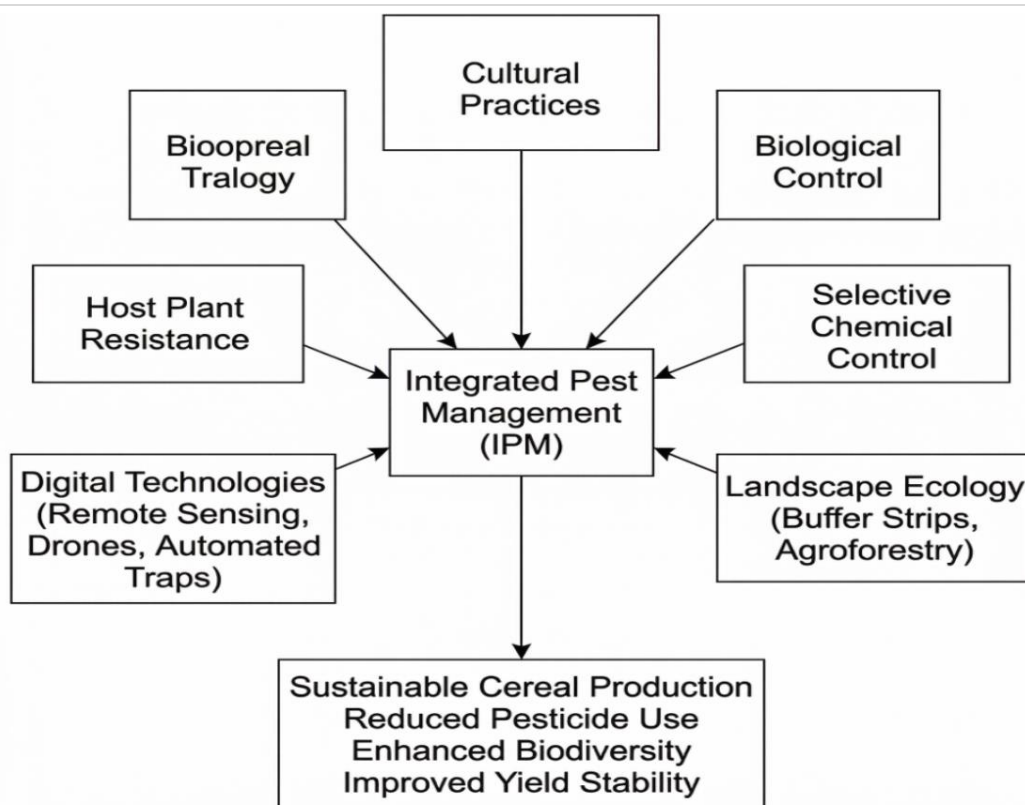 Cultural
Practices
Bioopreal
Tralogy
Biological
Control
Host Plant
Resistance
Selective
Chemical
Control
Integrated Pest
Management
(IPM)
Digital Technologies
(Remote Sensing,
Drones, Automated
Traps)
Landscape Ecology
(Buffer Strips,
Agroforestry)
Sustainable Cereal Production
Reduced Pesticide Use
Enhanced Biodiversity
Improved Yield Stability